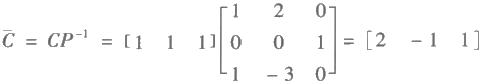 C̄ = CP⁻¹ = [1 1 1] [1 2 0; 0 0 1; 1 -3 0] = [2 -1 1]